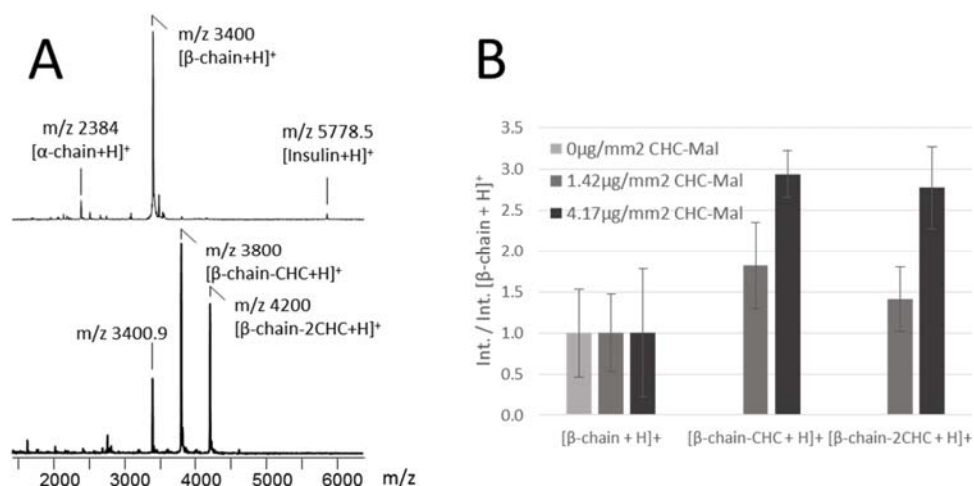 A
m/z 3400
[β-chain+H]⁺
m/z 2384
[α-chain+H]⁺
m/z 5778.5
[Insulin+H]⁺
m/z 3800
[β-chain-CHC+H]⁺
m/z 4200
[β-chain-2CHC+H]⁺
m/z 3400.9
2000 3000 4000 5000 6000 m/z
B
Int. / Int. [β-chain + H]⁺
3.5
3.0
2.5
2.0
1.5
1.0
0.5
0.0
0µg/mm2 CHC-Mal
1.42µg/mm2 CHC-Mal
4.17µg/mm2 CHC-Mal
[β-chain + H]+ [β-chain-CHC + H]+ [β-chain-2CHC + H]+